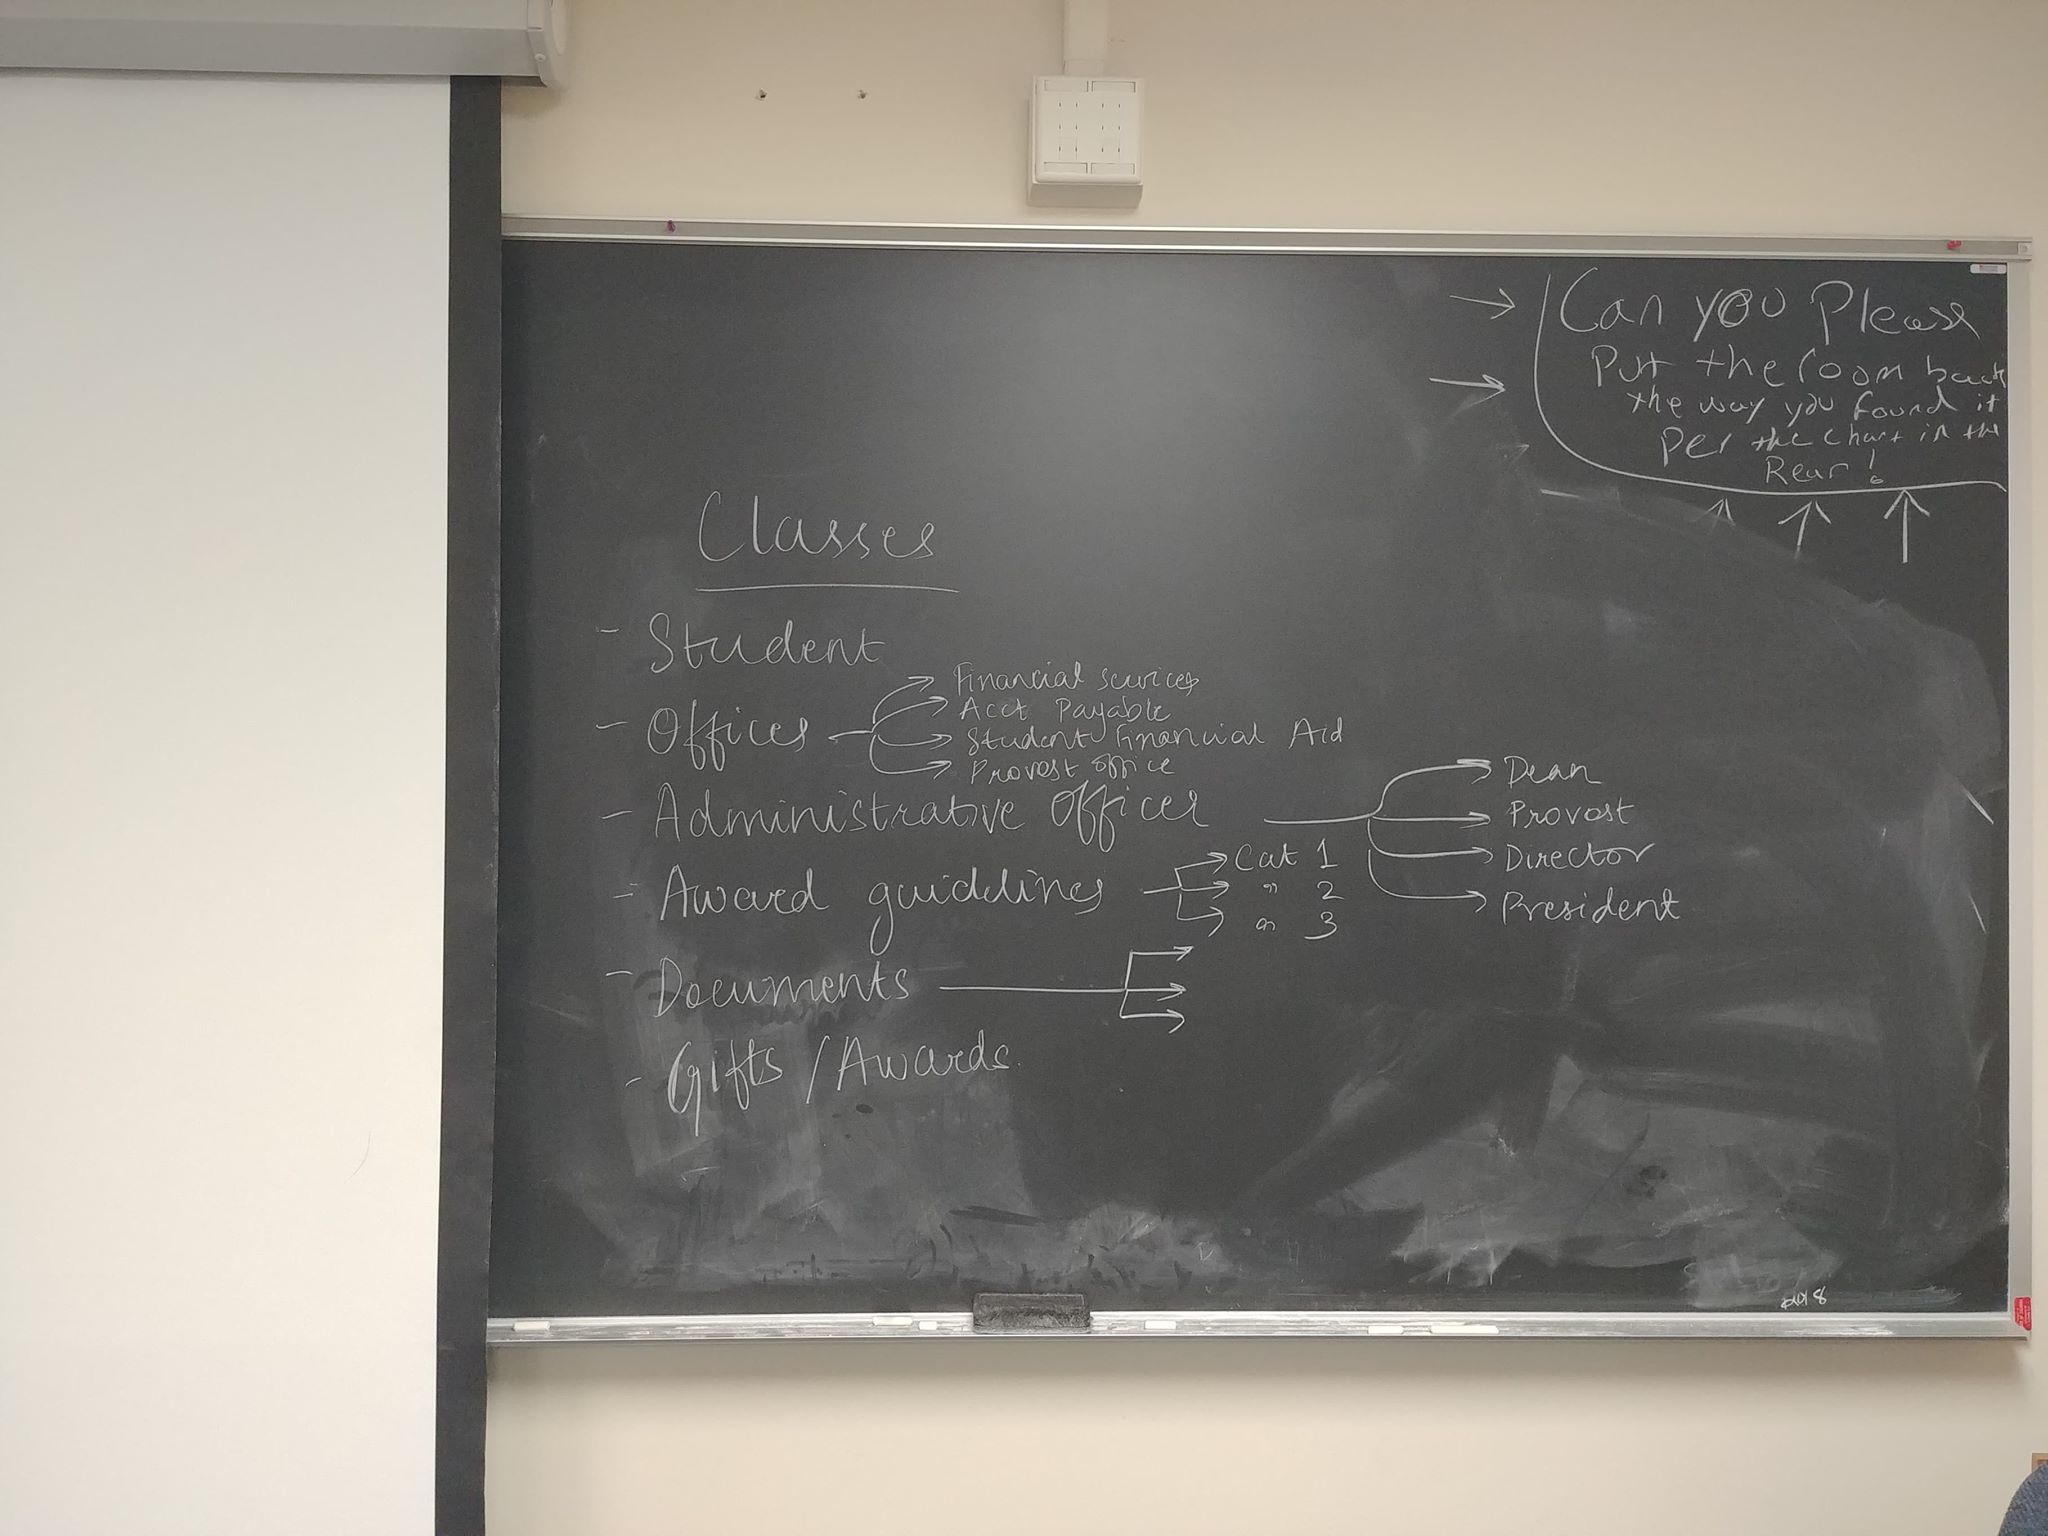 Can you Please
Put the room back
the way you found it
Per the chart in the
Rear!
Classes
- Student
- Offices
Financial services
Acct Payable
Student Financial Aid
Provost office
- Administrative Officer
Dean
Provost
Director
President
- Award guidelines
Cat 1
" 2
" 3
- Documents
- Gifts/Awards.